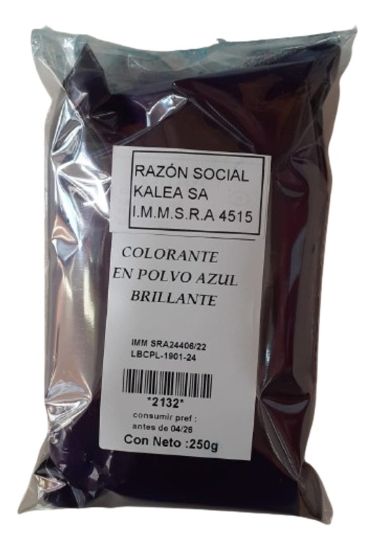 RAZÓN SOCIAL
KALEA SA
I.M.M.S.R.A 4515
COLORANTE
EN POLVO AZUL
BRILLANTE
IMM SRA24406/22
LBCPL-1901-24
*2132*
consumir pref :
antes de 04/26
Con Neto :250g